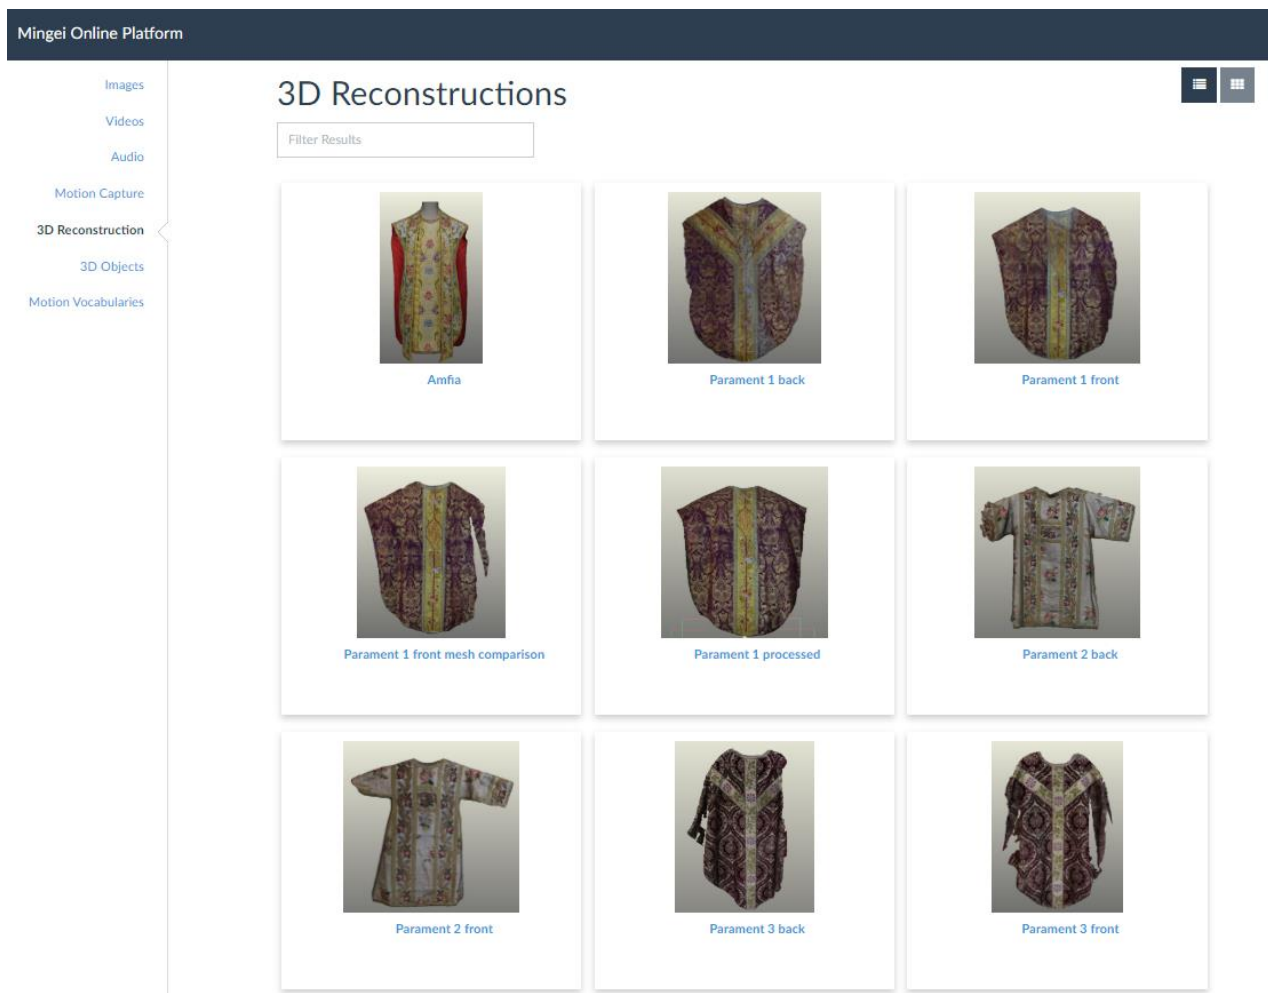 Mingei Online Platform
Images
Videos
Audio
Motion Capture
3D Reconstruction
3D Objects
Motion Vocabularies
3D Reconstructions
Filter Results
Amfia
Parament 1 back
Parament 1 front
Parament 1 front mesh comparison
Parament 1 processed
Parament 2 back
Parament 2 front
Parament 3 back
Parament 3 front